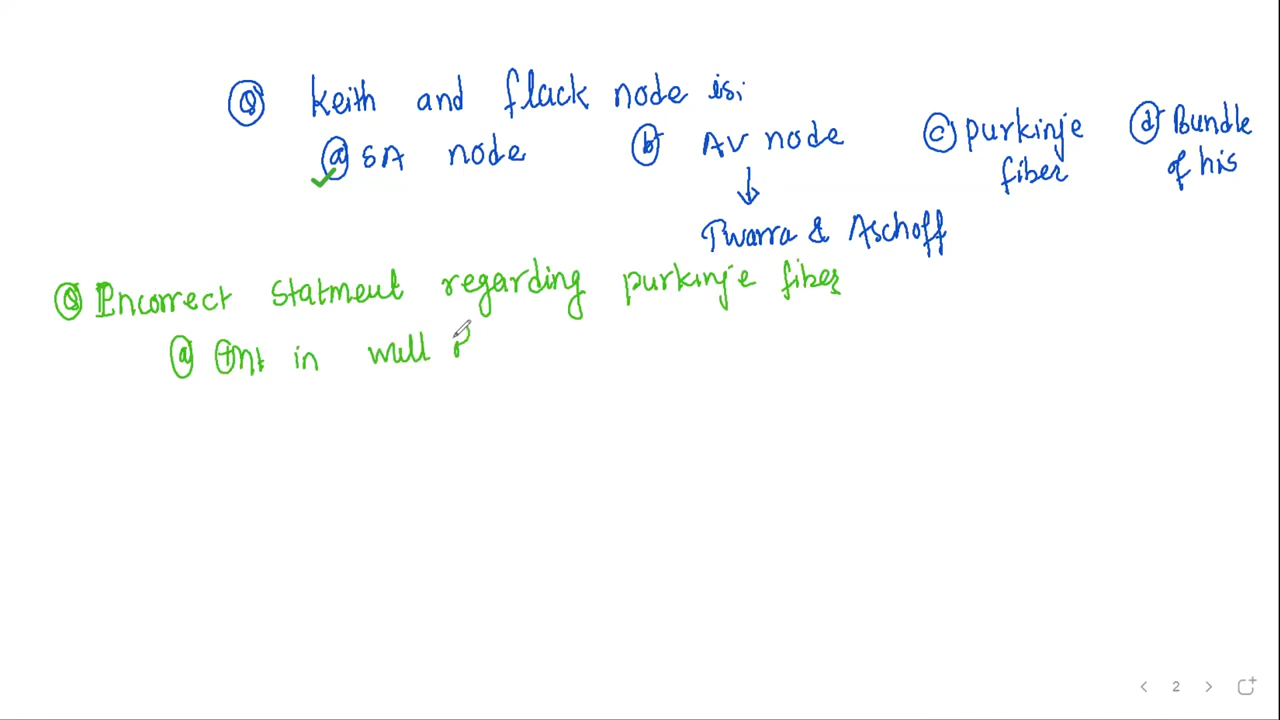 Q Keith and flack node is:
a SA node b AV node c Purkinje fiber d Bundle of his
↓
Twarra & Aschoff
Q Incorrect Statment regarding purkinje fiber
a ⊕nt in wall
2